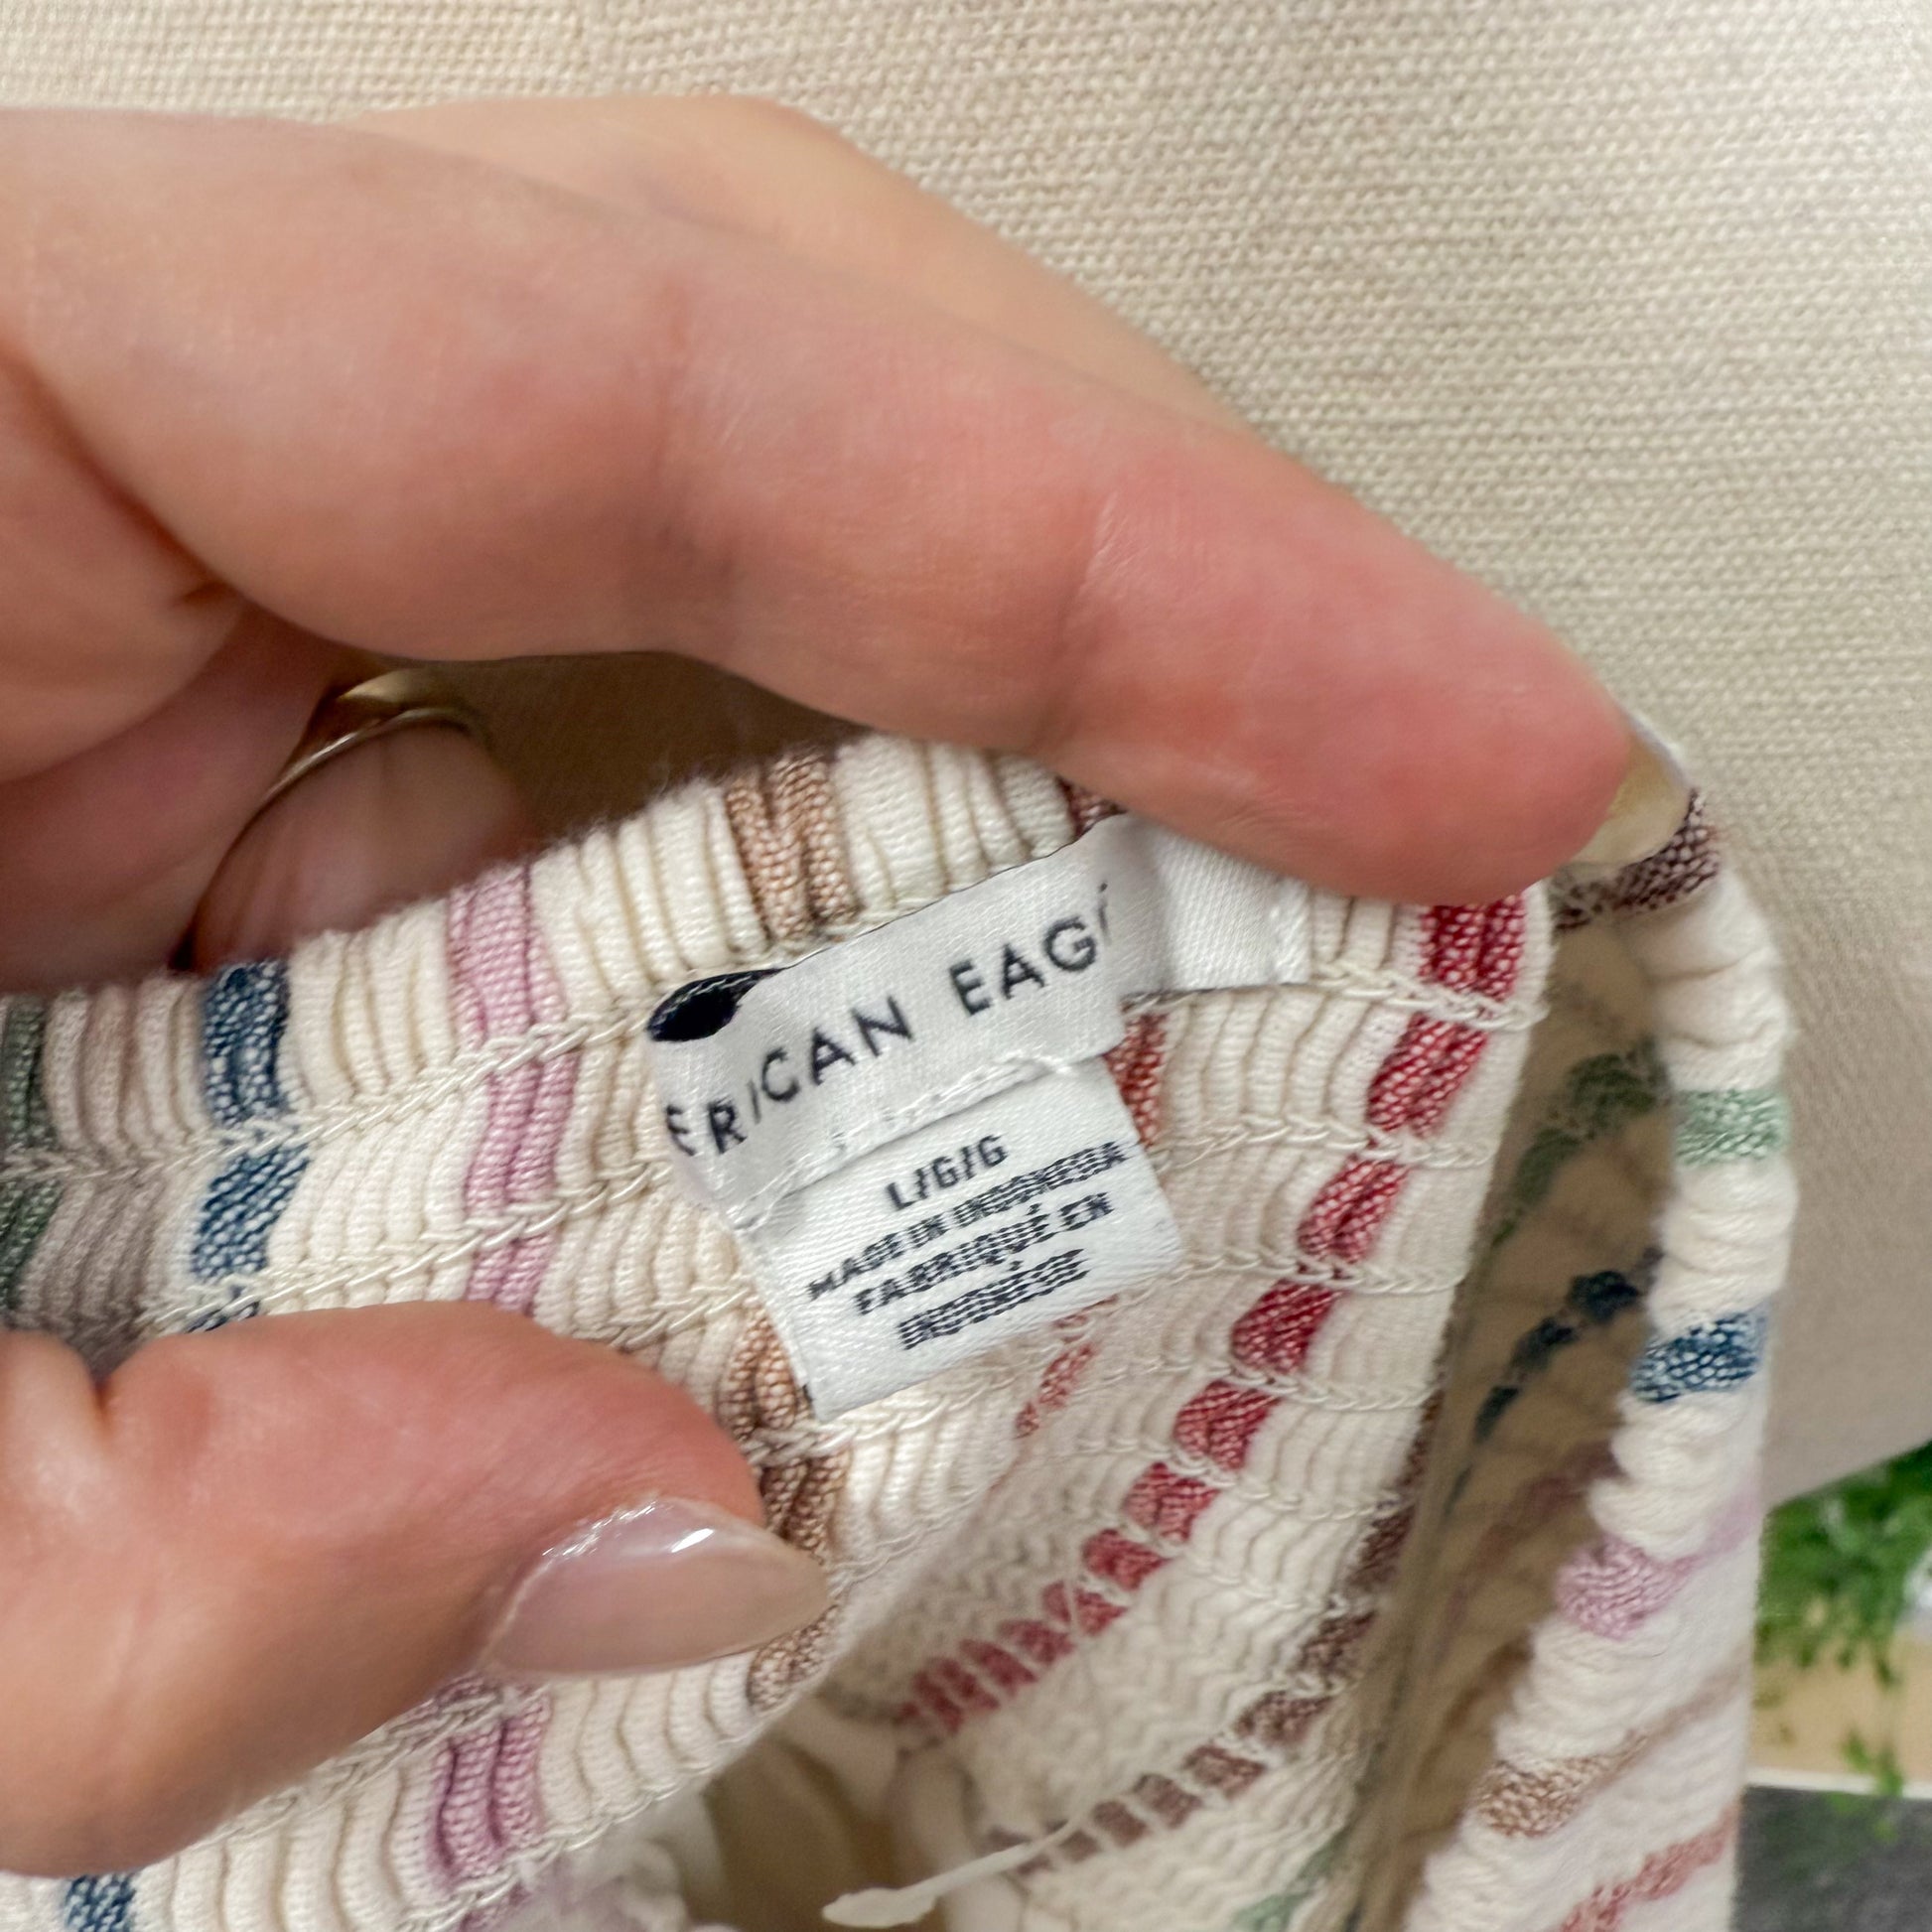 ERICAN EAG
L/G/G
MADE IN INDONESIA
FABRIQUÉ EN
INDONÉSIE